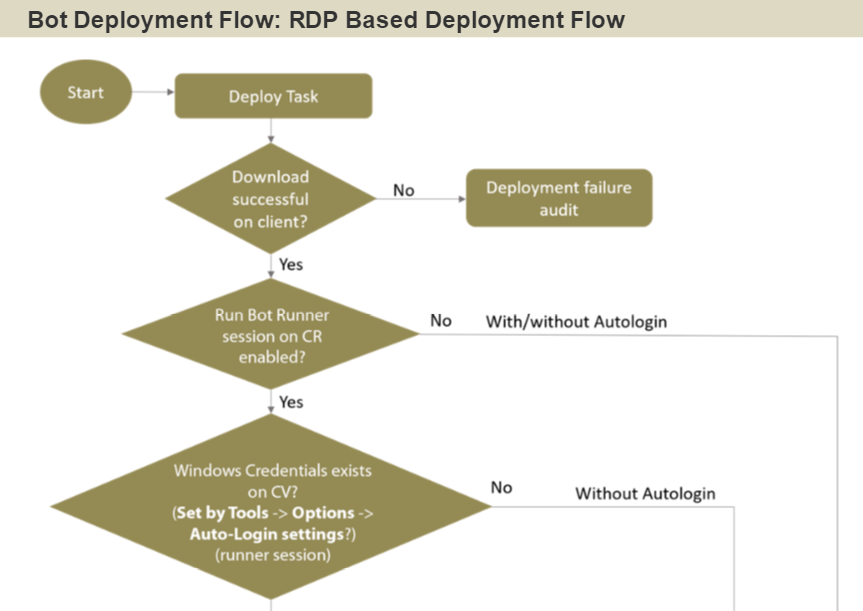 Bot Deployment Flow: RDP Based Deployment Flow
Start
Deploy Task
Download
successful
on client?
No
Deployment failure
audit
Yes
Run Bot Runner
session on CR
enabled?
No
With/without Autologin
Yes
Windows Credentials exists
on CV?
(Set by Tools -> Options ->
Auto-Login settings?)
(runner session)
No
Without Autologin